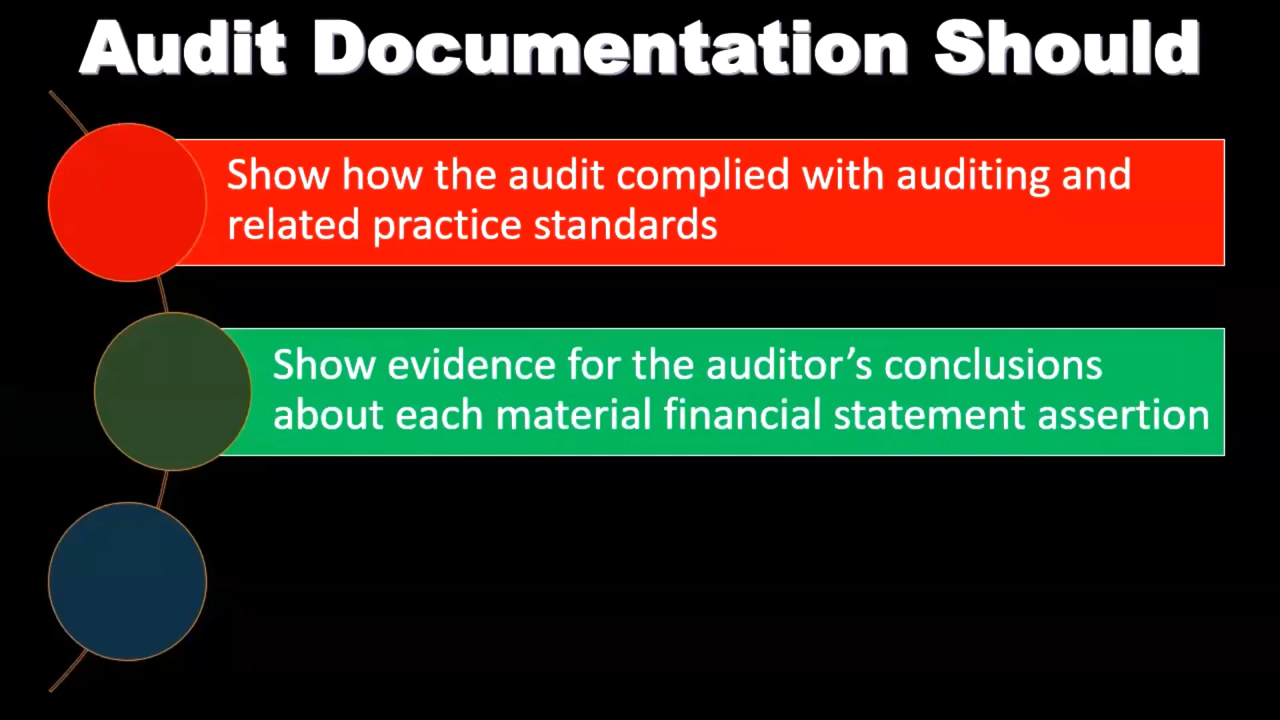 Audit Documentation Should
Show how the audit complied with auditing and
related practice standards
Show evidence for the auditor’s conclusions
about each material financial statement assertion